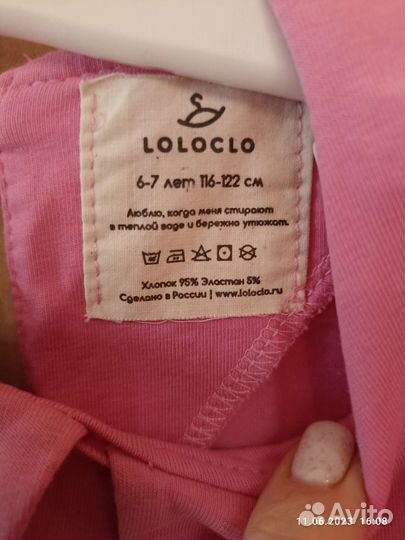 LOLOCLO
6-7 лет 116-122 см
Люблю, когда меня стирают
в теплой воде и бережно утюжат.
Хлопок 95% Эластан 5%
Сделано в России | www.loloclo.ru
11.06.2023 16:08
Avito